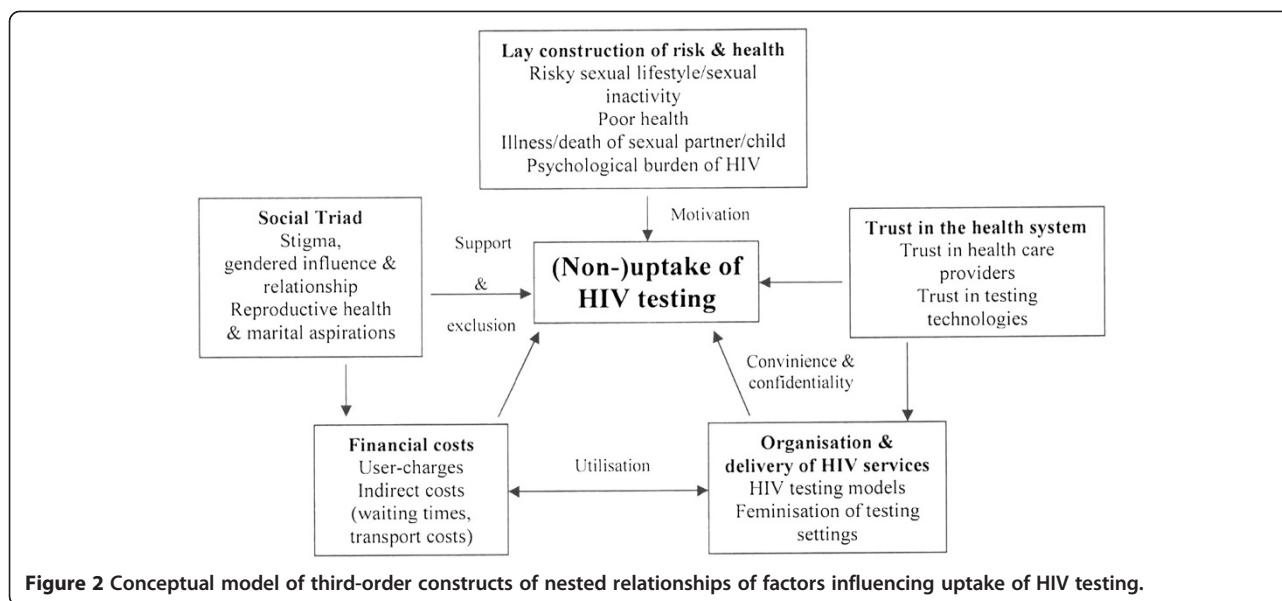 Lay construction of risk & health
Risky sexual lifestyle/sexual
inactivity
Poor health
Illness/death of sexual partner/child
Psychological burden of HIV
Motivation
Social Triad
Stigma,
gendered influence &
relationship
Reproductive health
& marital aspirations
Support
&
exclusion
(Non-)uptake of
HIV testing
Trust in the health system
Trust in health care
providers
Trust in testing
technologies
Convinience &
confidentiality
Financial costs
User-charges
Indirect costs
(waiting times,
transport costs)
Utilisation
Organisation &
delivery of HIV services
HIV testing models
Feminisation of testing
settings
Figure 2 Conceptual model of third-order constructs of nested relationships of factors influencing uptake of HIV testing.